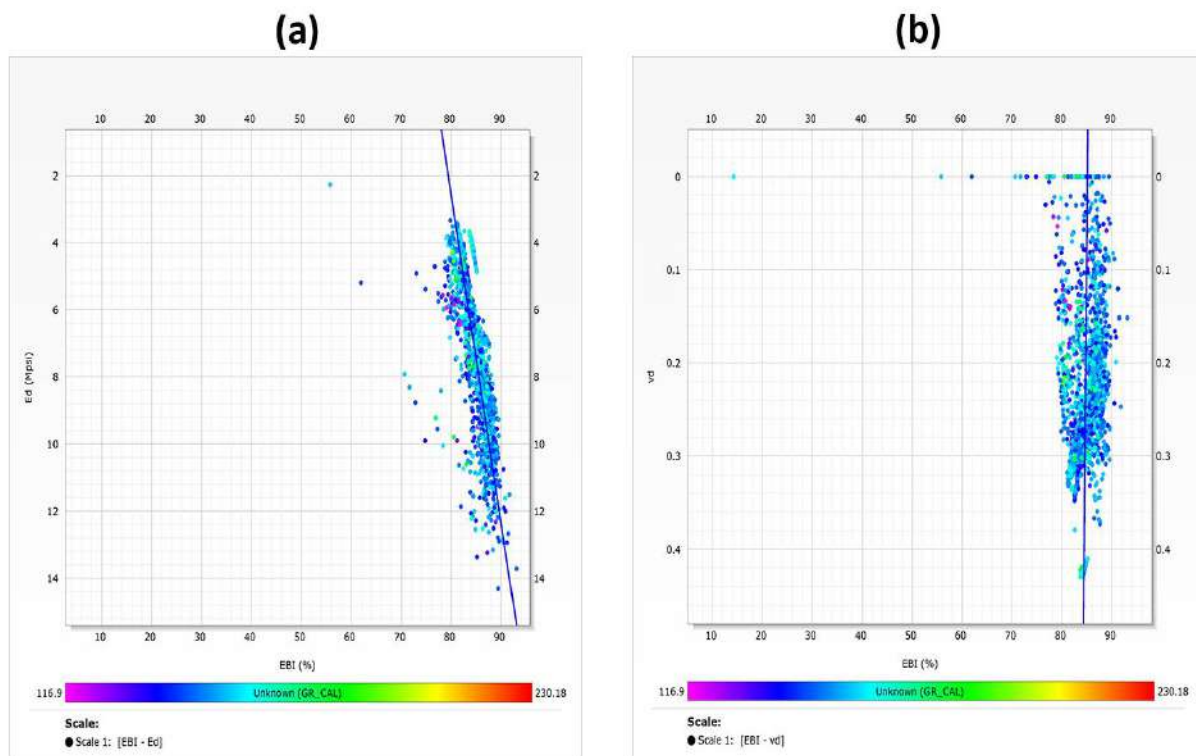 (a)
10 20 30 40 50 60 70 80 90
2 2
4 4
6 6
8 8
10 10
12 12
14 14
Ed (Mpsi)
10 20 30 40 50 60 70 80 90
EBI (%)
116.9 Unknown (GR_CAL) 230.18
Scale:
Scale 1: [EBI - Ed]
(b)
10 20 30 40 50 60 70 80 90
0 0
0.1 0.1
0.2 0.2
0.3 0.3
0.4 0.4
vd
10 20 30 40 50 60 70 80 90
EBI (%)
116.9 Unknown (GR_CAL) 230.18
Scale:
Scale 1: [EBI - vd]